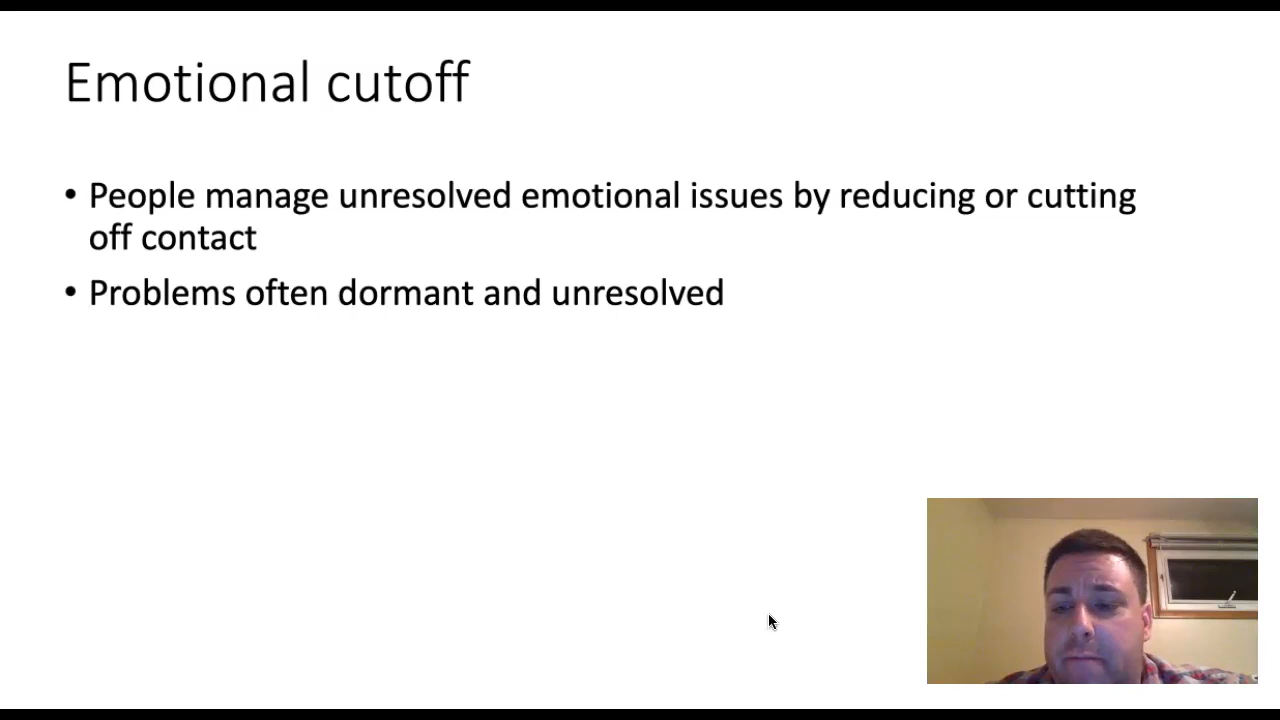 Emotional cutoff
• People manage unresolved emotional issues by reducing or cutting
off contact
• Problems often dormant and unresolved